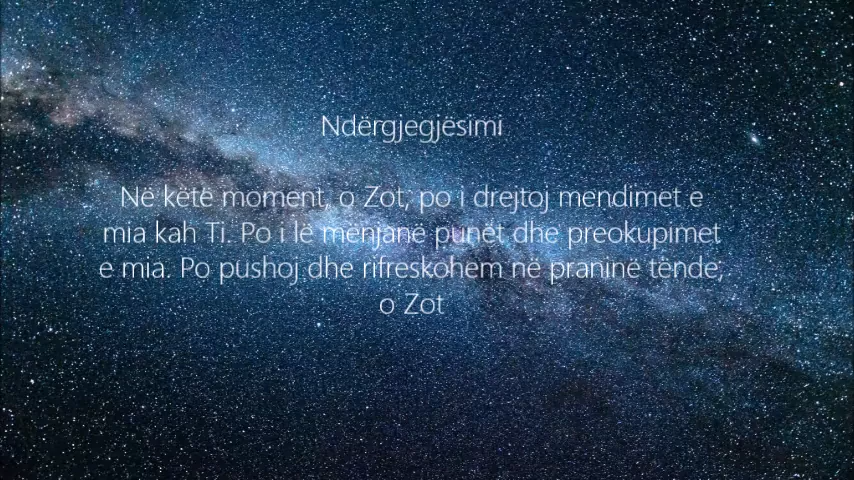 Ndërgjegjësimi
Në këtë moment, o Zot, po i drejtoj mendimet e
mia kah Ti. Po i lë mënjanë punët dhe preokupimet
e mia. Po pushoj dhe rifreskohem në praninë tënde,
o Zot